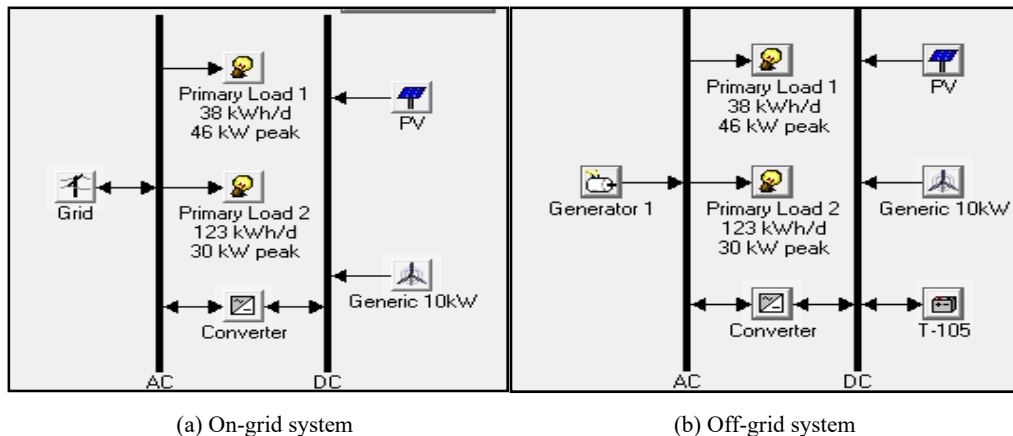 Primary Load 1
38 kWh/d
46 kW peak
PV
Grid
Primary Load 2
123 kWh/d
30 kW peak
Generic 10kW
Converter
AC
DC
(a) On-grid system
Primary Load 1
38 kWh/d
46 kW peak
PV
Generator 1
Primary Load 2
123 kWh/d
30 kW peak
Generic 10kW
Converter
T-105
AC
DC
(b) Off-grid system